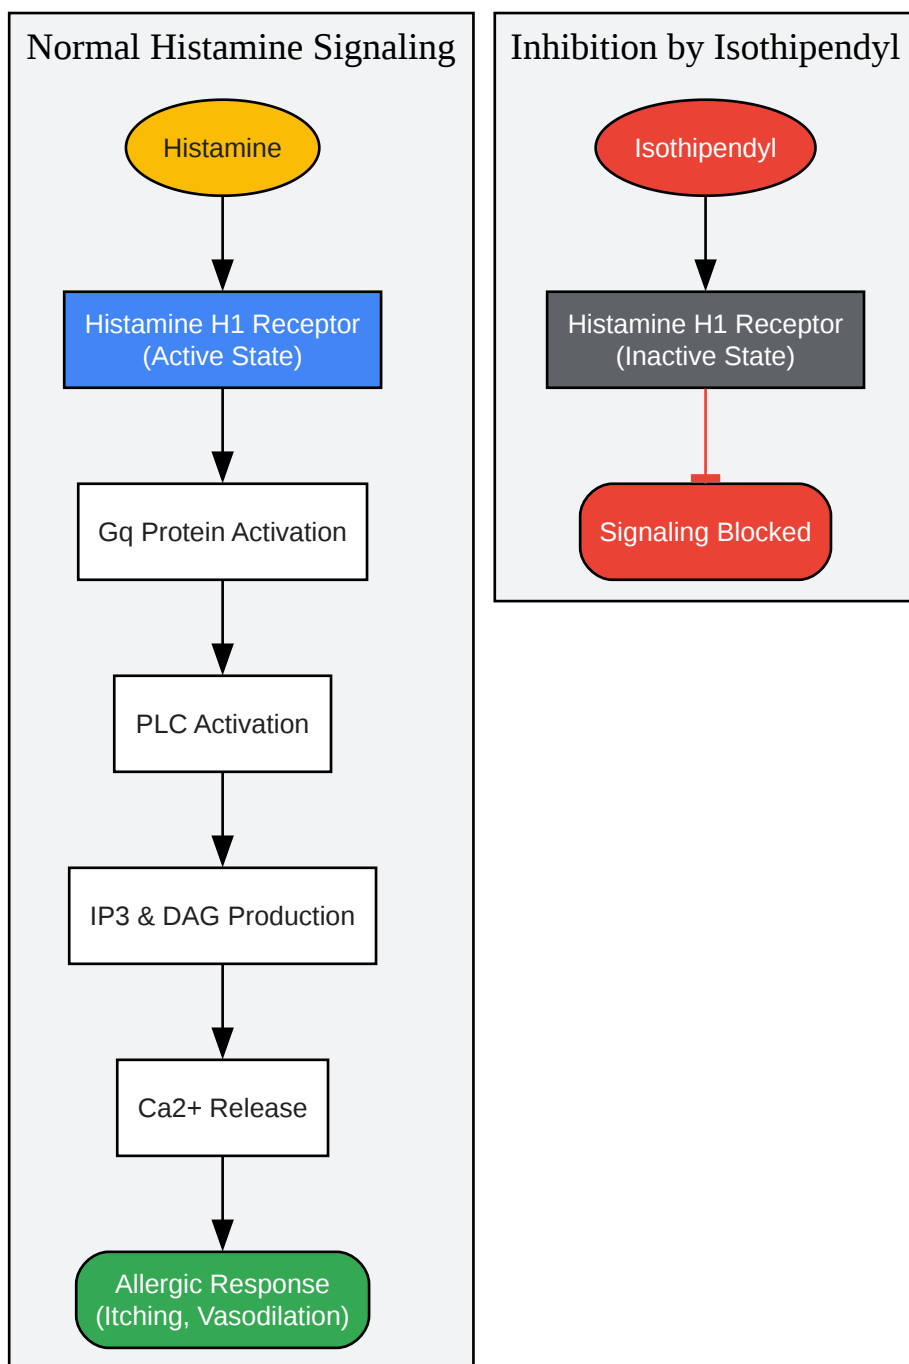 Normal Histamine Signaling
Histamine
Histamine H1 Receptor
(Active State)
Gq Protein Activation
PLC Activation
IP3 & DAG Production
Ca2+ Release
Allergic Response
(Itching, Vasodilation)
Inhibition by Isothipendyl
Isothipendyl
Histamine H1 Receptor
(Inactive State)
Signaling Blocked